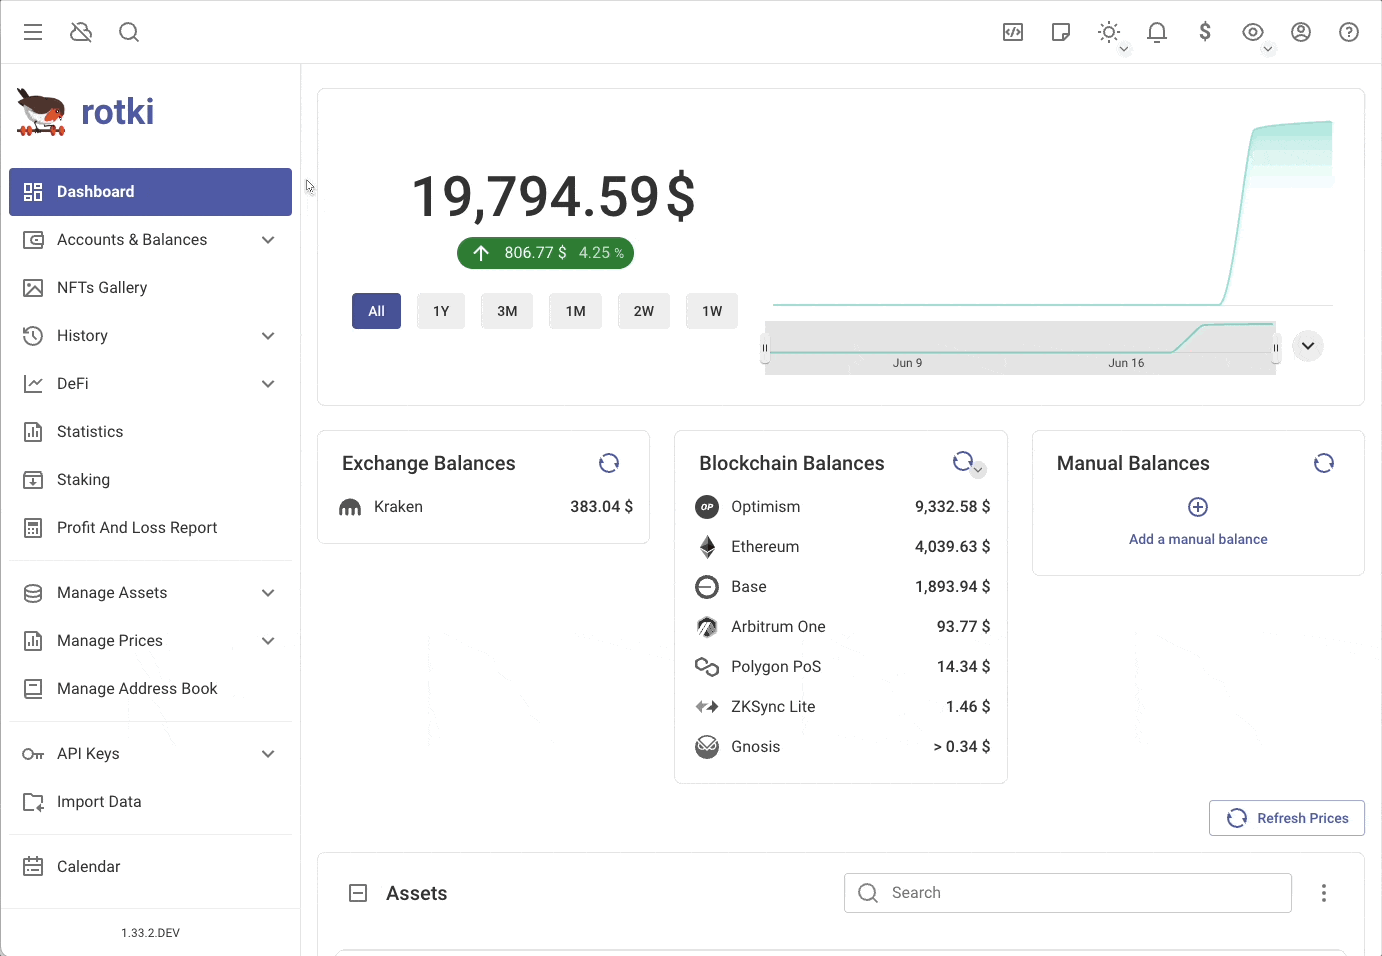 rotki
Dashboard
Accounts & Balances
NFTs Gallery
History
DeFi
Statistics
Staking
Profit And Loss Report
Manage Assets
Manage Prices
Manage Address Book
API Keys
Import Data
Calendar
1.33.2.DEV
19,794.59 $
806.77 $ 4.25 %
All 1Y 3M 1M 2W 1W
Jun 9 Jun 16
Exchange Balances
Kraken 383.04 $
Blockchain Balances
OP Optimism 9,332.58 $
Ethereum 4,039.63 $
Base 1,893.94 $
Arbitrum One 93.77 $
Polygon PoS 14.34 $
ZKSync Lite 1.46 $
Gnosis > 0.34 $
Manual Balances
Add a manual balance
Refresh Prices
Assets
Search